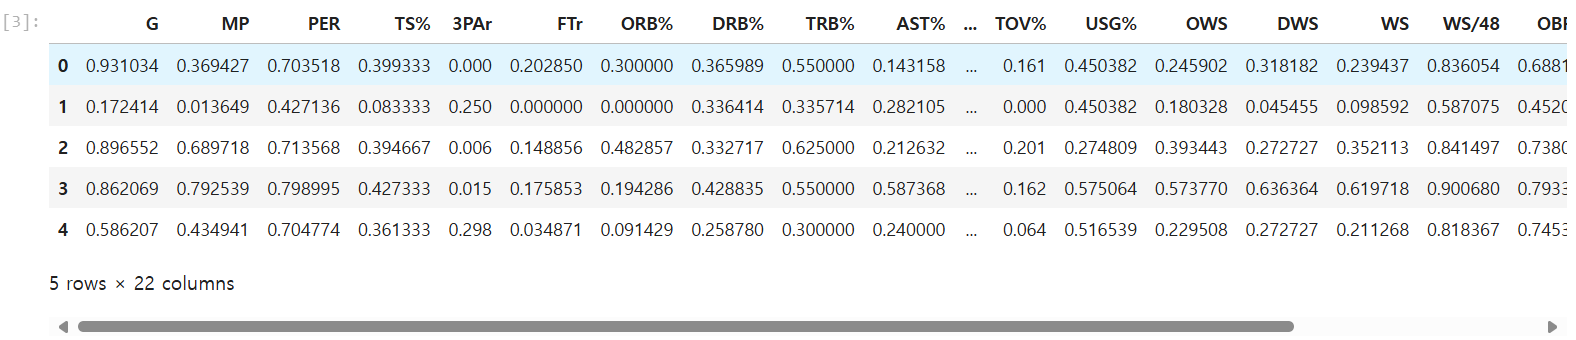 [3]:
G MP PER TS% 3PAr FTr ORB% DRB% TRB% AST% ... TOV% USG% OWS DWS WS WS/48
0 0.931034 0.369427 0.703518 0.399333 0.000 0.202850 0.300000 0.365989 0.550000 0.143158 ... 0.161 0.450382 0.245902 0.318182 0.239437 0.836054 0.6881
1 0.172414 0.013649 0.427136 0.083333 0.250 0.000000 0.000000 0.336414 0.335714 0.282105 ... 0.000 0.450382 0.180328 0.045455 0.098592 0.587075 0.4520
2 0.896552 0.689718 0.713568 0.394667 0.006 0.148856 0.482857 0.332717 0.625000 0.212632 ... 0.201 0.274809 0.393443 0.272727 0.352113 0.841497 0.7380
3 0.862069 0.792539 0.798995 0.427333 0.015 0.175853 0.194286 0.428835 0.550000 0.587368 ... 0.162 0.575064 0.573770 0.636364 0.619718 0.900680 0.7933
4 0.586207 0.434941 0.704774 0.361333 0.298 0.034871 0.091429 0.258780 0.300000 0.240000 ... 0.064 0.516539 0.229508 0.272727 0.211268 0.818367 0.7453
5 rows × 22 columns